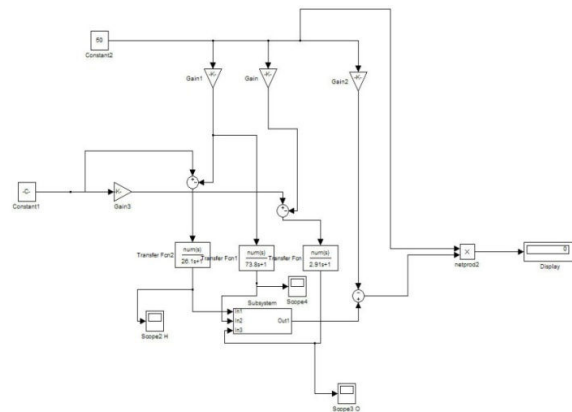 50
Constant2
-K-
Gain1
-K-
Gain
-K-
Gain2
-C-
Constant1
-K-
Gain3
Transfer Fcn2
num(s)
26.1s+1
Transfer Fcn1
num(s)
73.8s+1
Transfer Fcn
num(s)
2.91s+1
Scope4
Scope2 H
Subsystem
In1
In2
In3
Out1
Scope3 O
X
netprod2
0
Display